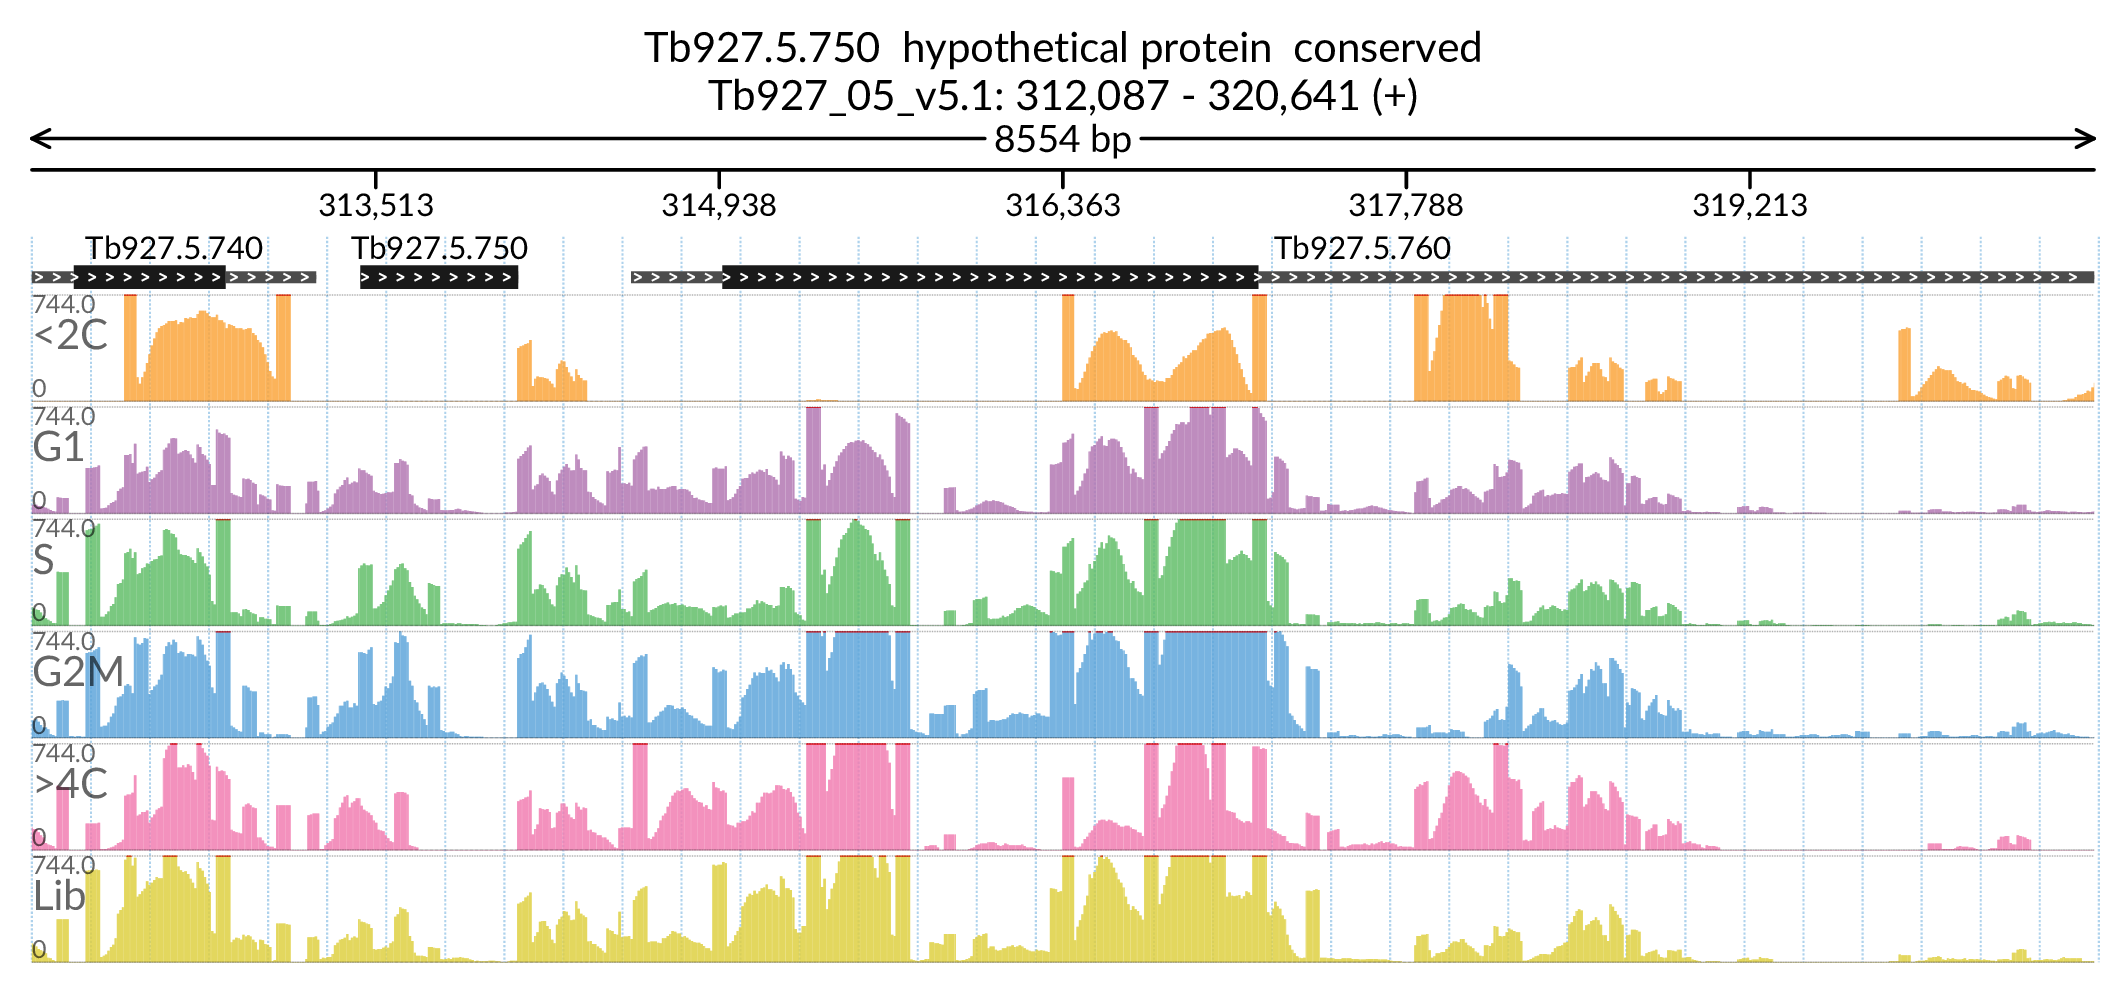 Tb927.5.750 hypothetical protein conserved
Tb927_05_v5.1: 312,087 - 320,641 (+)
8554 bp
313,513 314,938 316,363 317,788 319,213
Tb927.5.740 Tb927.5.750 Tb927.5.760
744.0
<2C
0
744.0
G1
0
744.0
S
0
744.0
G2M
0
744.0
>4C
0
744.0
Lib
0